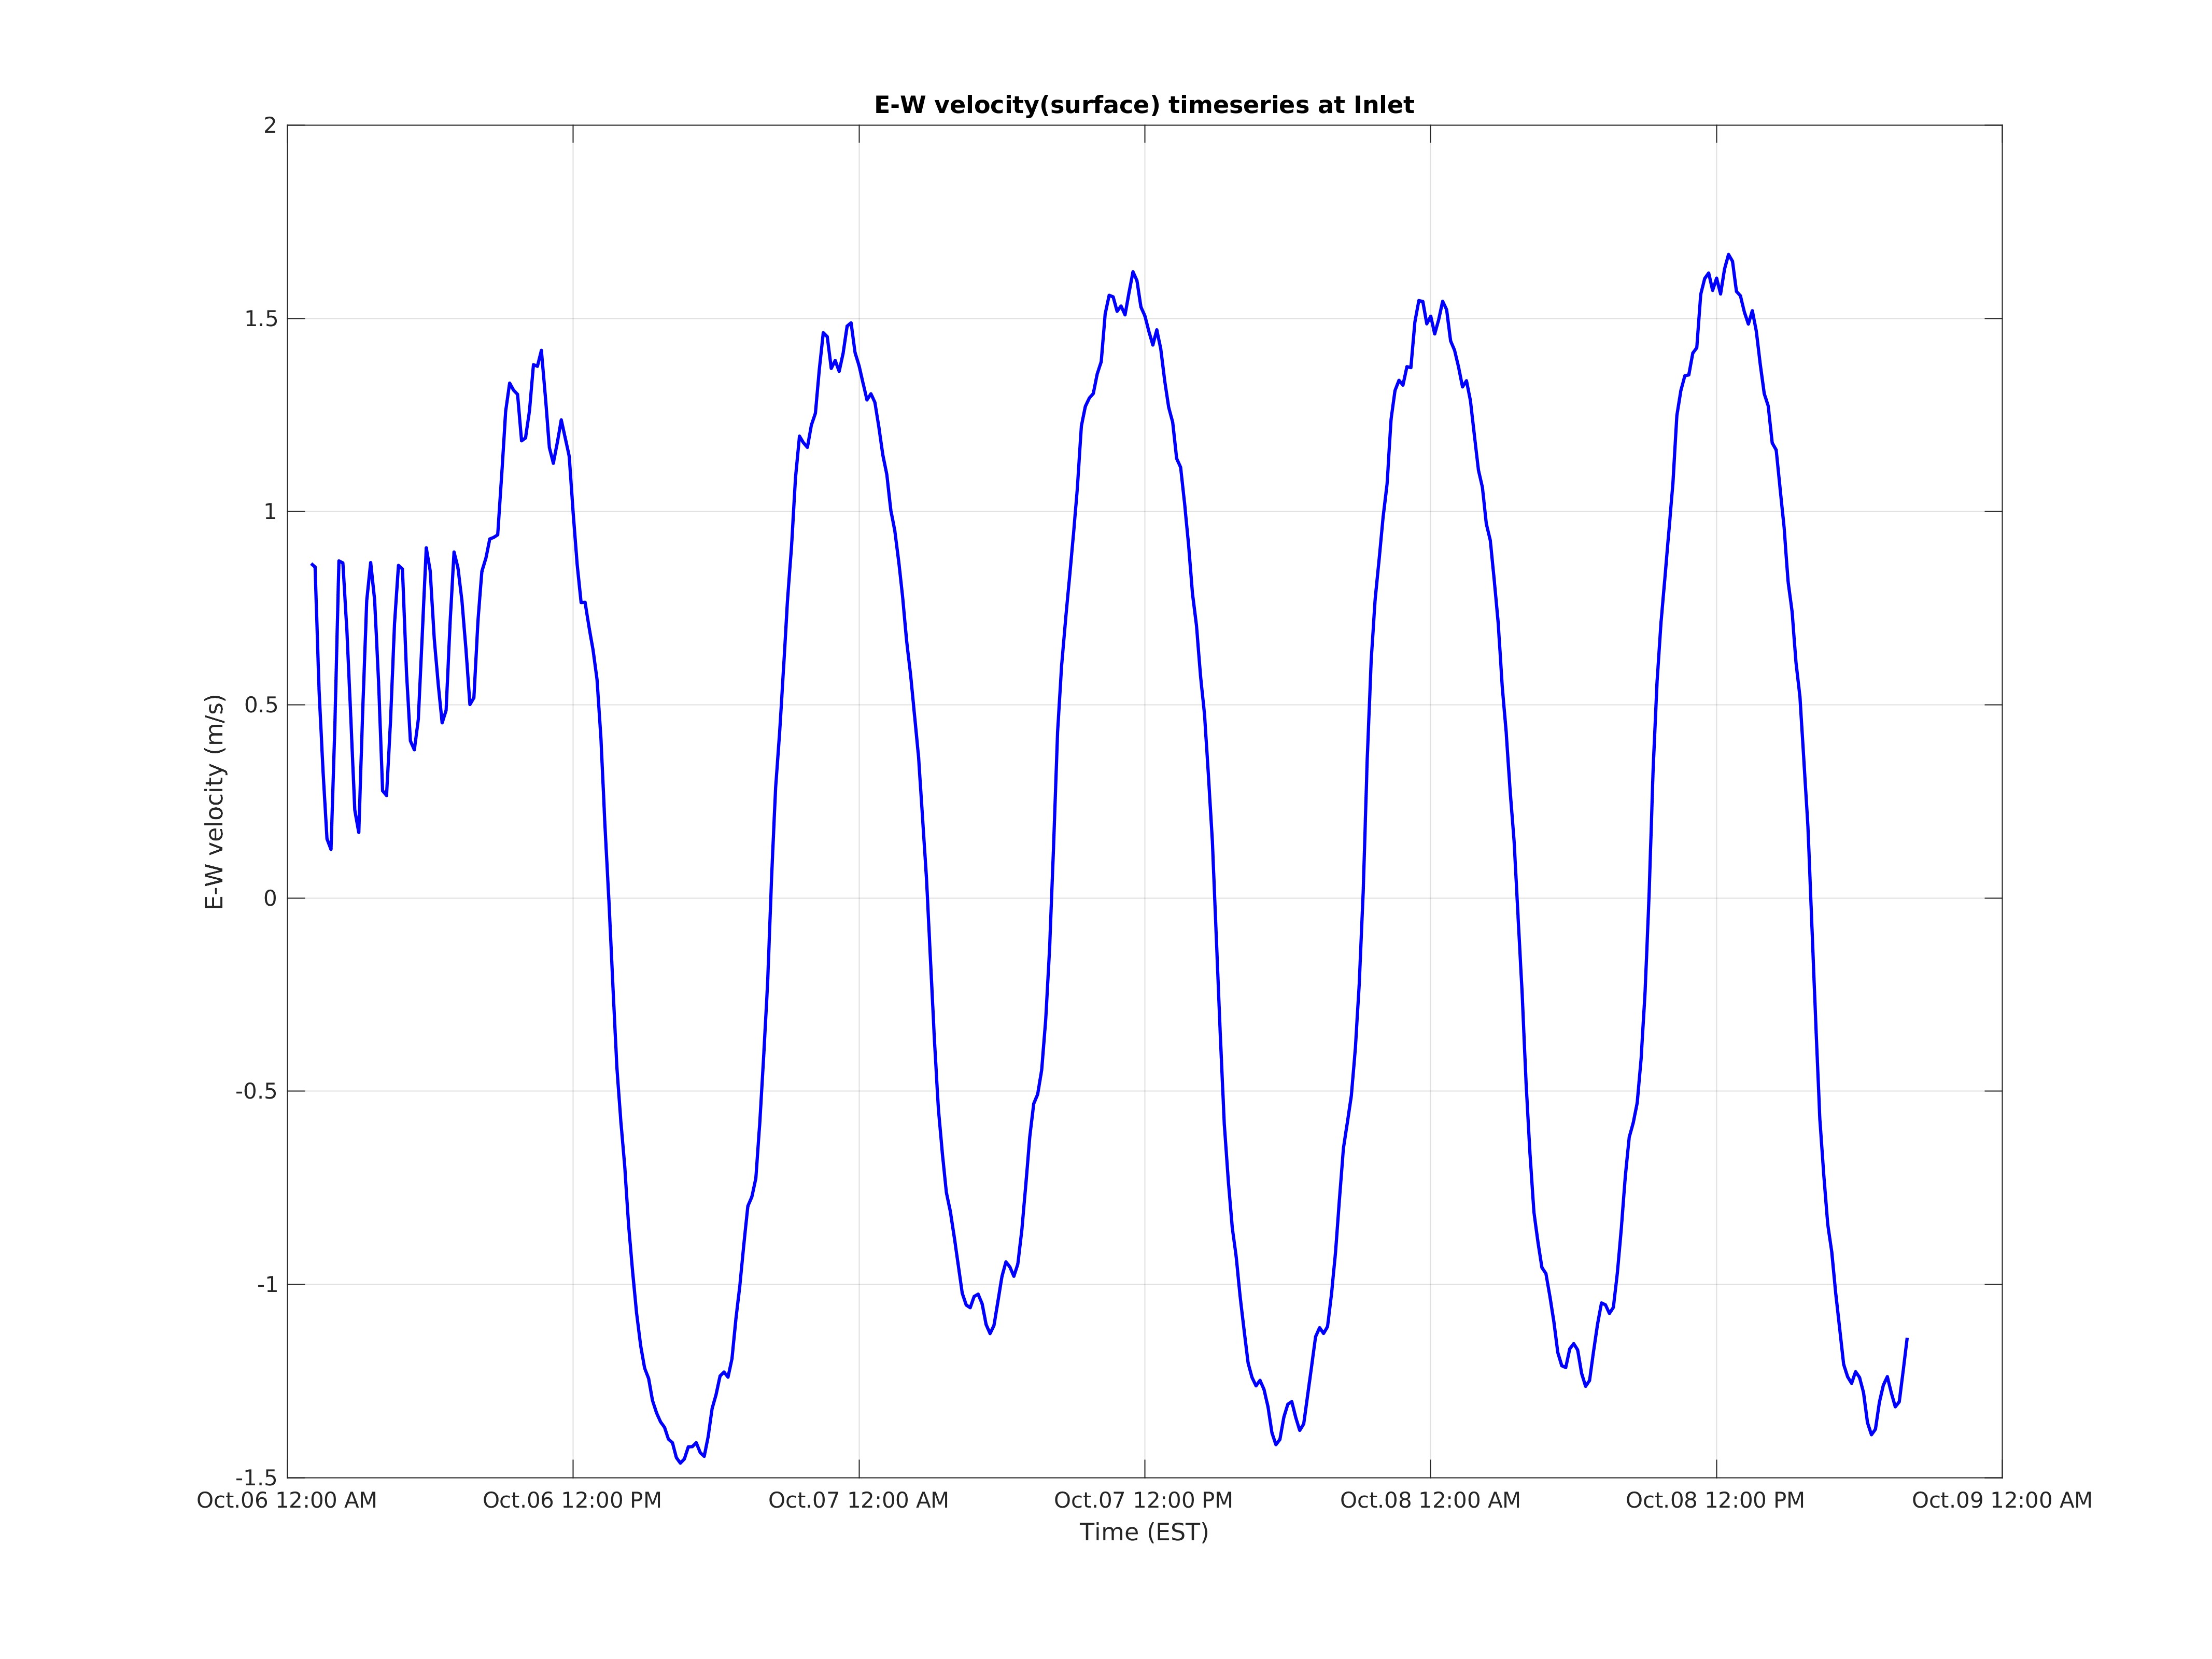 E-W velocity(surface) timeseries at Inlet
2
1.5
1
0.5
0
-0.5
-1
-1.5
E-W velocity (m/s)
Oct.06 12:00 AM Oct.06 12:00 PM Oct.07 12:00 AM Oct.07 12:00 PM Oct.08 12:00 AM Oct.08 12:00 PM Oct.09 12:00 AM
Time (EST)